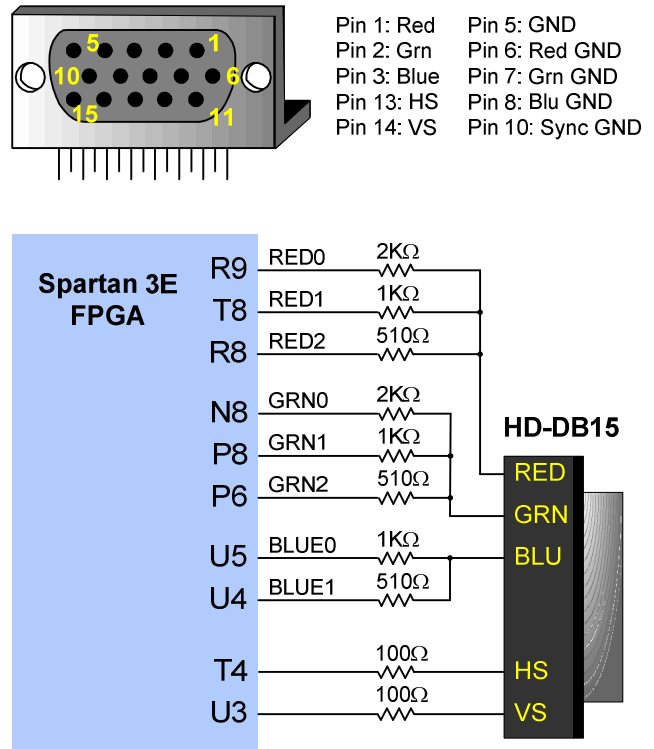 5 1
10 6
15 11
Pin 1: Red Pin 5: GND
Pin 2: Grn Pin 6: Red GND
Pin 3: Blue Pin 7: Grn GND
Pin 13: HS Pin 8: Blu GND
Pin 14: VS Pin 10: Sync GND
Spartan 3E
FPGA
R9 RED0 2KΩ
T8 RED1 1KΩ
R8 RED2 510Ω
N8 GRN0 2KΩ
P8 GRN1 1KΩ
P6 GRN2 510Ω
U5 BLUE0 1KΩ
U4 BLUE1 510Ω
T4 100Ω
U3 100Ω
HD-DB15
RED
GRN
BLU
HS
VS